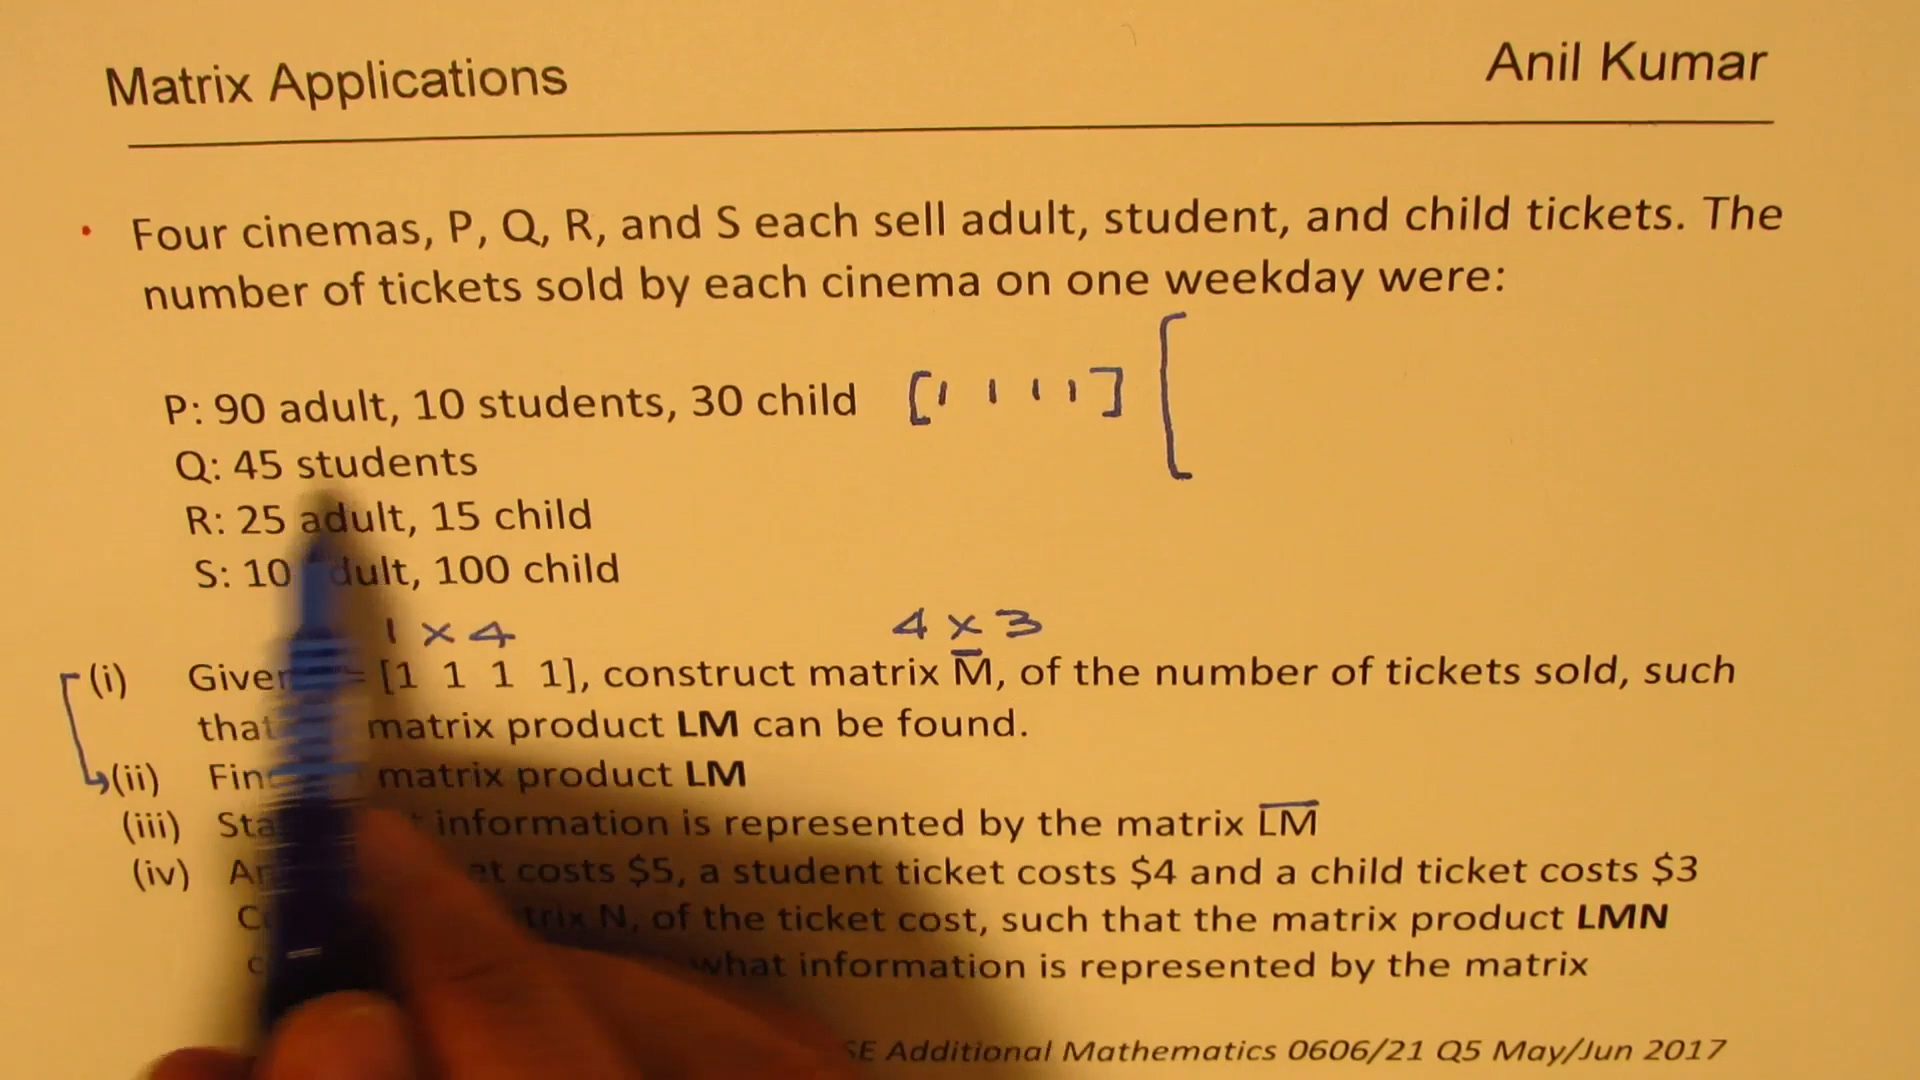 Matrix Applications
Anil Kumar
Four cinemas, P, Q, R, and S each sell adult, student, and child tickets. The
number of tickets sold by each cinema on one weekday were:
P: 90 adult, 10 students, 30 child [1 1 1 1] [
Q: 45 students
R: 25 adult, 15 child
S: 10 adult, 100 child
1 x 4 4 x 3
(i) Given = [1 1 1 1], construct matrix M, of the number of tickets sold, such
that matrix product LM can be found.
(ii) Find matrix product LM
(iii) information is represented by the matrix LM
(iv) costs $5, a student ticket costs $4 and a child ticket costs $3
N, of the ticket cost, such that the matrix product LMN
what information is represented by the matrix
Additional Mathematics 0606/21 Q5 May/Jun 2017